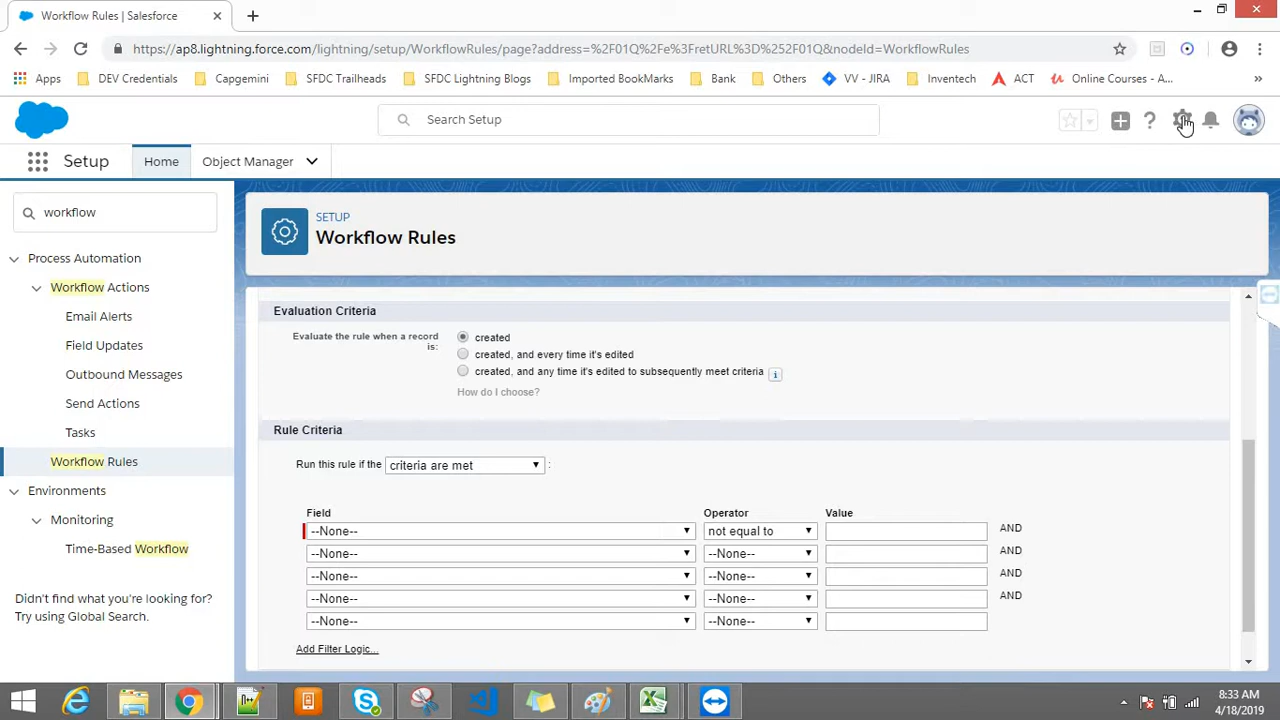 Workflow Rules | Salesforce
https://ap8.lightning.force.com/lightning/setup/WorkflowRules/page?address=%2F01Q%2Fe%3FretURL%3D%252F01Q&nodeId=WorkflowRules
Apps
DEV Credentials
Capgemini
SFDC Trailheads
SFDC Lightning Blogs
Imported BookMarks
Bank
Others
VV - JIRA
Inventech
ACT
Online Courses - A...
»
Search Setup
Setup
Home
Object Manager
workflow
Process Automation
Workflow Actions
Email Alerts
Field Updates
Outbound Messages
Send Actions
Tasks
Workflow Rules
Environments
Monitoring
Time-Based Workflow
Didn't find what you're looking for?
Try using Global Search.
SETUP
Workflow Rules
Evaluation Criteria
Evaluate the rule when a record
is:
created
created, and every time it's edited
created, and any time it's edited to subsequently meet criteria
How do I choose?
Rule Criteria
Run this rule if the criteria are met :
Field Operator Value
--None-- not equal to AND
--None-- --None-- AND
--None-- --None-- AND
--None-- --None-- AND
--None-- --None--
Add Filter Logic...
8:33 AM
4/18/2019